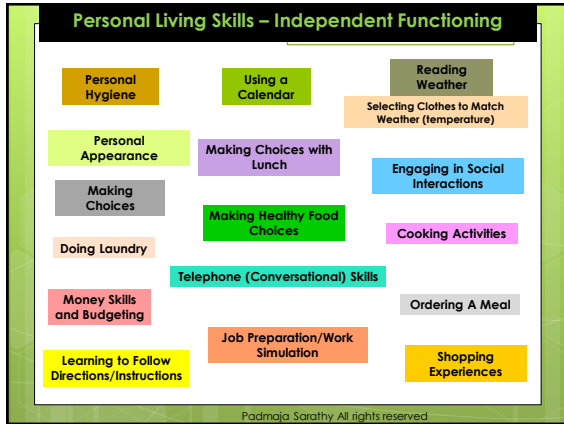 Personal Living Skills – Independent Functioning
Personal
Hygiene
Using a
Calendar
Reading
Weather
Selecting Clothes to Match
Weather (temperature)
Personal
Appearance
Making Choices with
Lunch
Engaging in Social
Interactions
Making
Choices
Making Healthy Food
Choices
Cooking Activities
Doing Laundry
Telephone (Conversational) Skills
Money Skills
and Budgeting
Ordering A Meal
Job Preparation/Work
Simulation
Learning to Follow
Directions/Instructions
Shopping
Experiences
Padmaja Sarathy All rights reserved